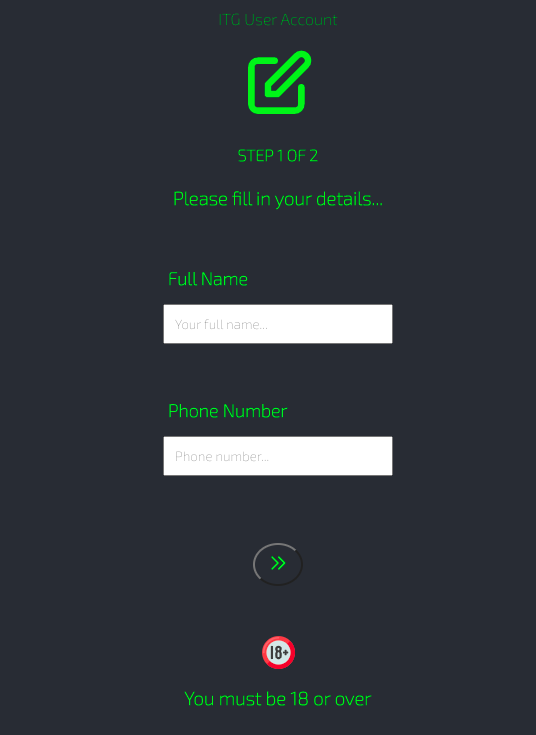 ITG User Account
STEP 1 OF 2
Please fill in your details...
Full Name
Your full name...
Phone Number
Phone number...
18+
You must be 18 or over